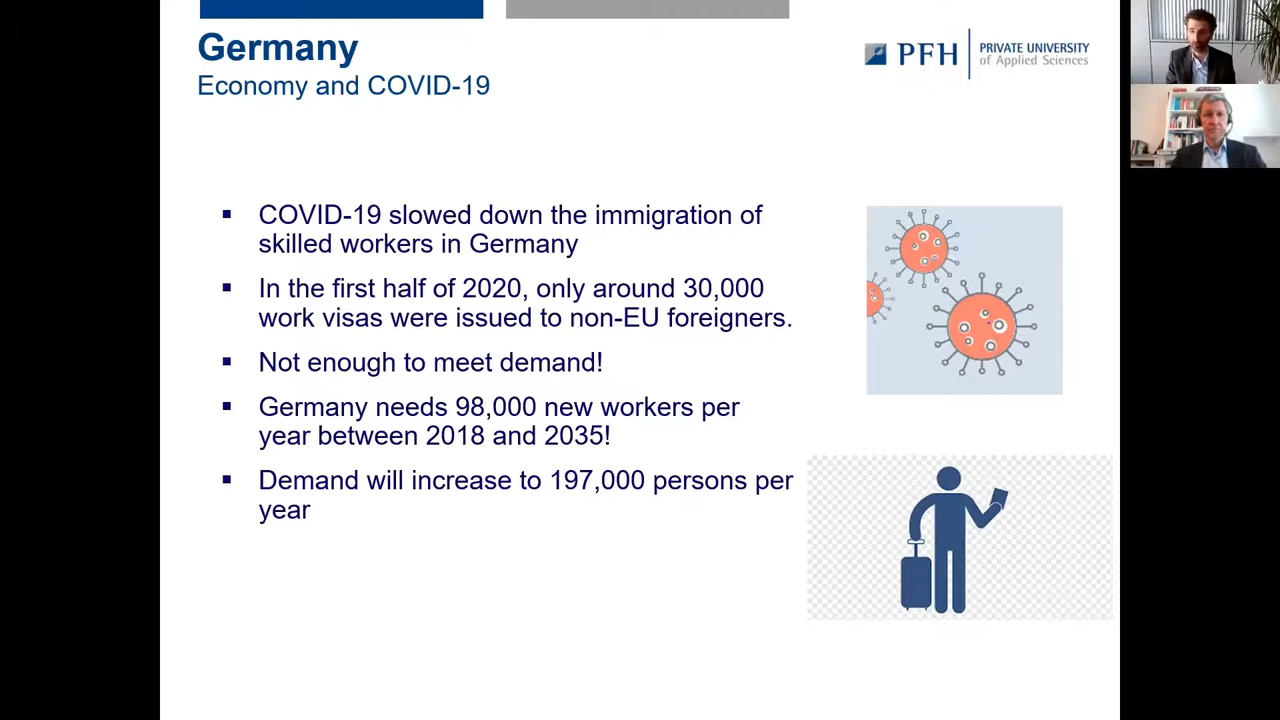 Germany
Economy and COVID-19
PFH
PRIVATE UNIVERSITY
of Applied Sciences
▪ COVID-19 slowed down the immigration of
skilled workers in Germany
▪ In the first half of 2020, only around 30,000
work visas were issued to non-EU foreigners.
▪ Not enough to meet demand!
▪ Germany needs 98,000 new workers per
year between 2018 and 2035!
▪ Demand will increase to 197,000 persons per
year